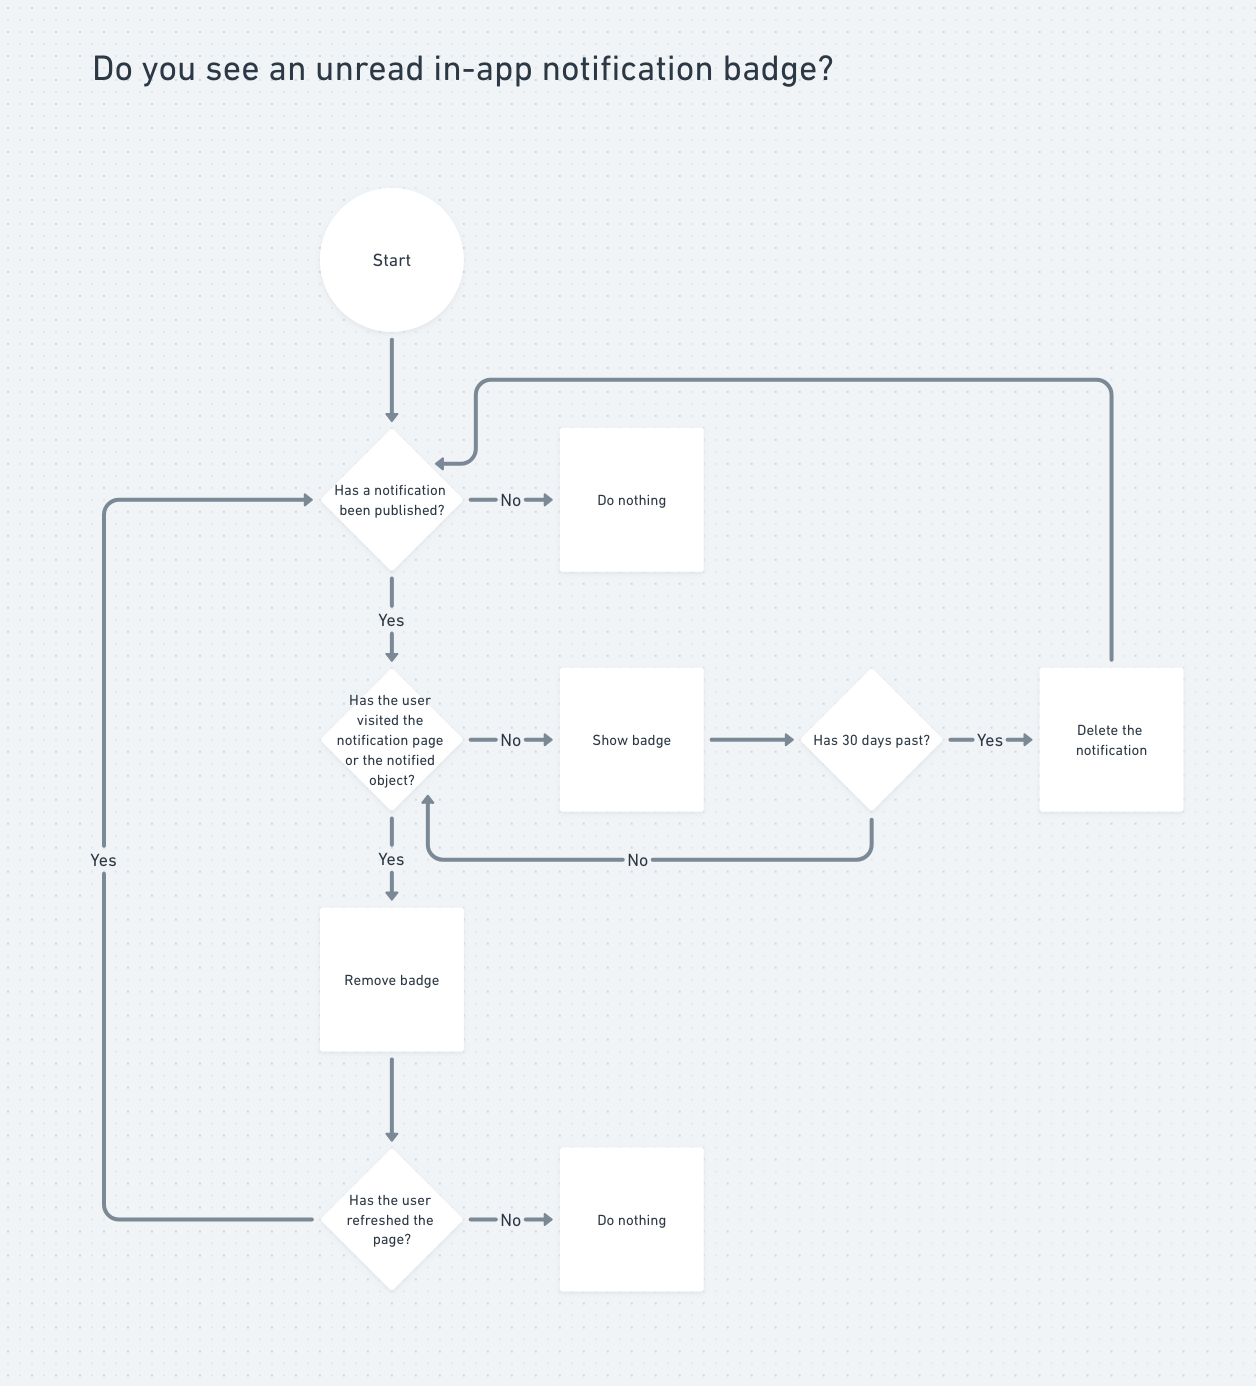 Do you see an unread in-app notification badge?
Start
Has a notification
been published?
No
Do nothing
Yes
Has the user
visited the
notification page
or the notified
object?
No
Show badge
Has 30 days past?
Yes
Delete the
notification
Yes
No
Yes
Remove badge
Has the user
refreshed the
page?
No
Do nothing